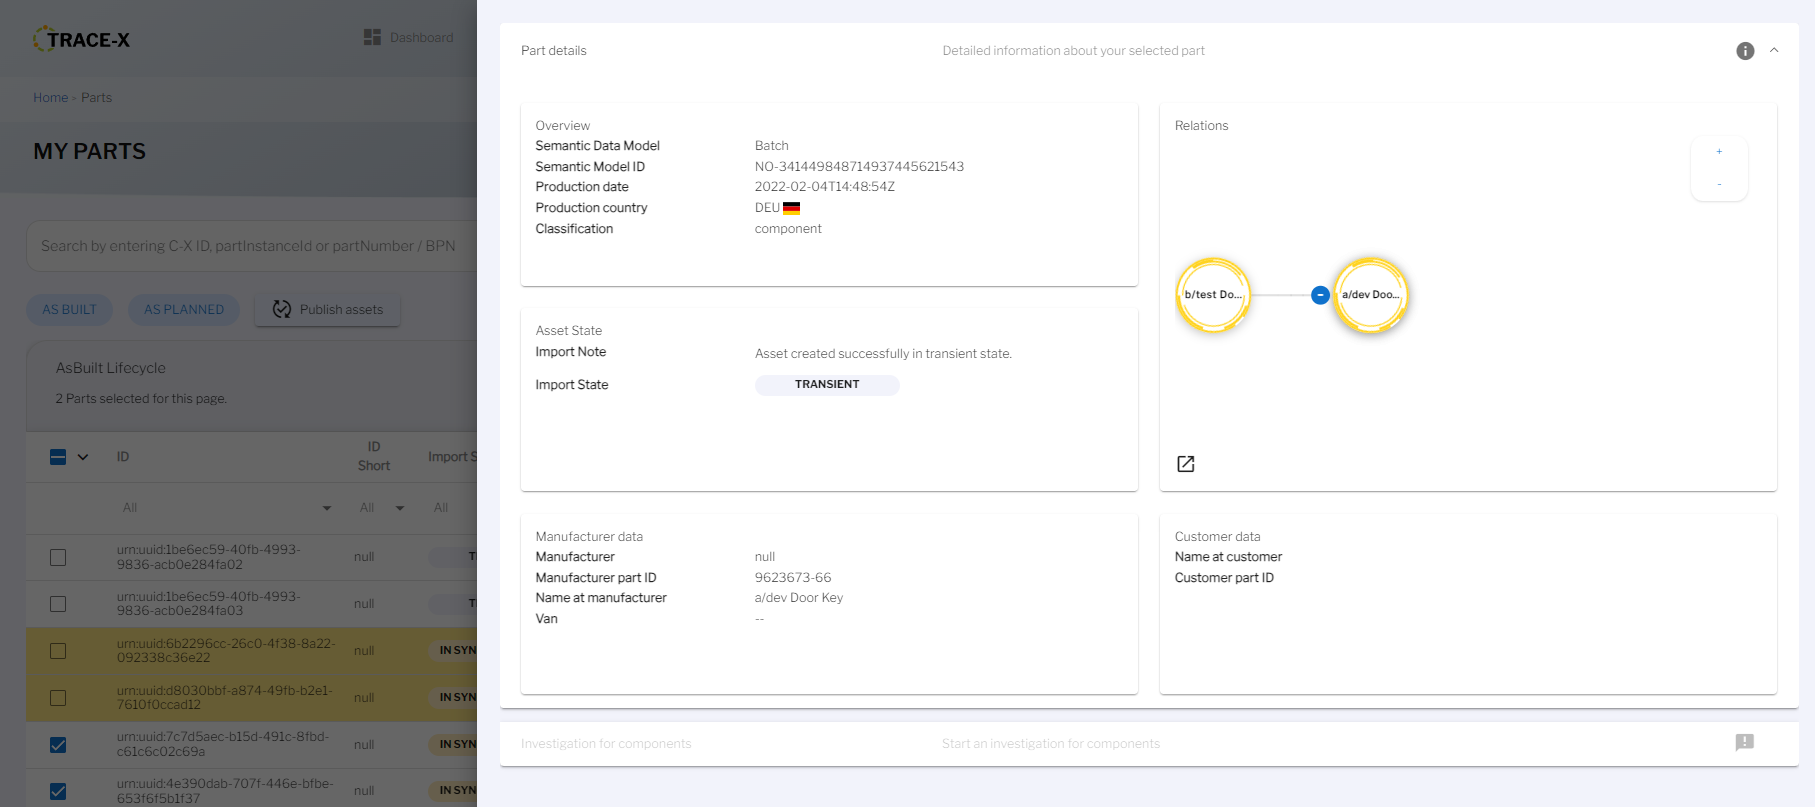 TRACE-X
Dashboard
Home > Parts
MY PARTS
Search by entering C-X ID, partInstanceId or partNumber / BPN
AS BUILT
AS PLANNED
Publish assets
AsBuilt Lifecycle
2 Parts selected for this page.
ID
ID Short
Import S
All
All
All
urn:uuid:1be6ec59-40fb-4993-
9836-acb0e284fa02
null
T
urn:uuid:1be6ec59-40fb-4993-
9836-acb0e284fa03
null
T
urn:uuid:6b2296cc-26c0-4f38-8a22-
092338c36e22
null
IN SYN
urn:uuid:d8030bbf-a874-49fb-b2e1-
7610f0ccad12
null
IN SYN
urn:uuid:7c7d5aec-b15d-491c-8fbd-
c61c6c02c69a
null
IN SYN
urn:uuid:4e390dab-707f-446e-bfbe-
653f6f5b1f37
null
IN SYN
Part details
Detailed information about your selected part
Overview
Semantic Data Model Batch
Semantic Model ID NO-341449848714937445621543
Production date 2022-02-04T14:48:54Z
Production country DEU
Classification component
Relations
+
-
b/test Do...
-
a/dev Doo...
Asset State
Import Note Asset created successfully in transient state.
Import State TRANSIENT
Manufacturer data
Manufacturer null
Manufacturer part ID 9623673-66
Name at manufacturer a/dev Door Key
Van --
Customer data
Name at customer
Customer part ID
Investigation for components
Start an investigation for components